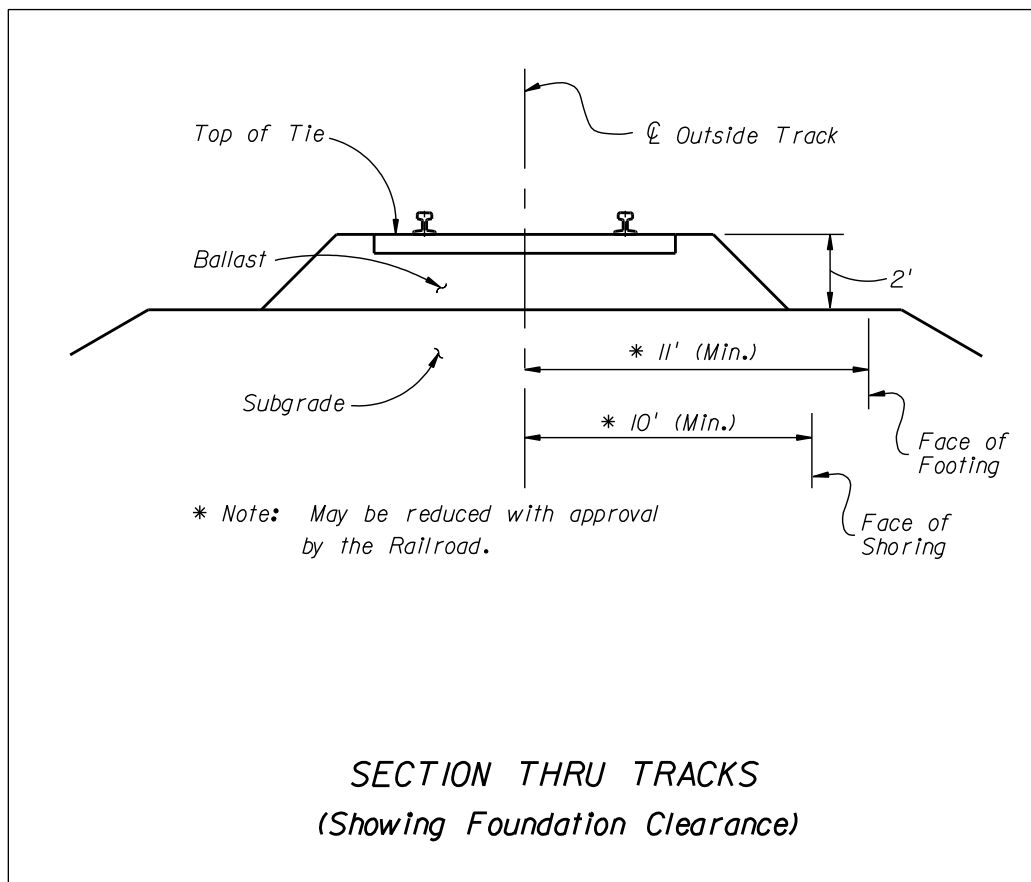 Top of Tie
℄ Outside Track
Ballast
2'
* 11' (Min.)
Subgrade
* 10' (Min.)
Face of
Footing
* Note: May be reduced with approval
by the Railroad.
Face of
Shoring
SECTION THRU TRACKS
(Showing Foundation Clearance)